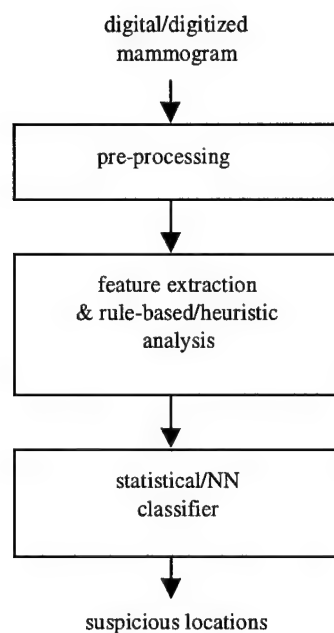 digital/digitized
mammogram
pre-processing
feature extraction
& rule-based/heuristic
analysis
statistical/NN
classifier
suspicious locations